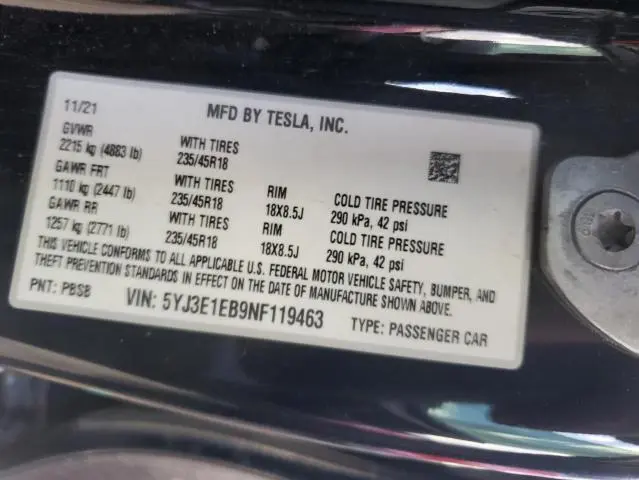 11/21 MFD BY TESLA, INC.
GVWR
2215 kg (4883 lb) WITH TIRES 235/45R18
GAWR FRT
1110 kg (2447 lb) WITH TIRES 235/45R18 RIM 18X8.5J COLD TIRE PRESSURE 290 kPa, 42 psi
GAWR RR
1257 kg (2771 lb) WITH TIRES 235/45R18 RIM 18X8.5J COLD TIRE PRESSURE 290 kPa, 42 psi
THIS VEHICLE CONFORMS TO ALL APPLICABLE U.S. FEDERAL MOTOR VEHICLE SAFETY, BUMPER, AND
THEFT PREVENTION STANDARDS IN EFFECT ON THE DATE OF MANUFACTURE SHOWN ABOVE.
PNT: PBSB VIN: 5YJ3E1EB9NF119463 TYPE: PASSENGER CAR